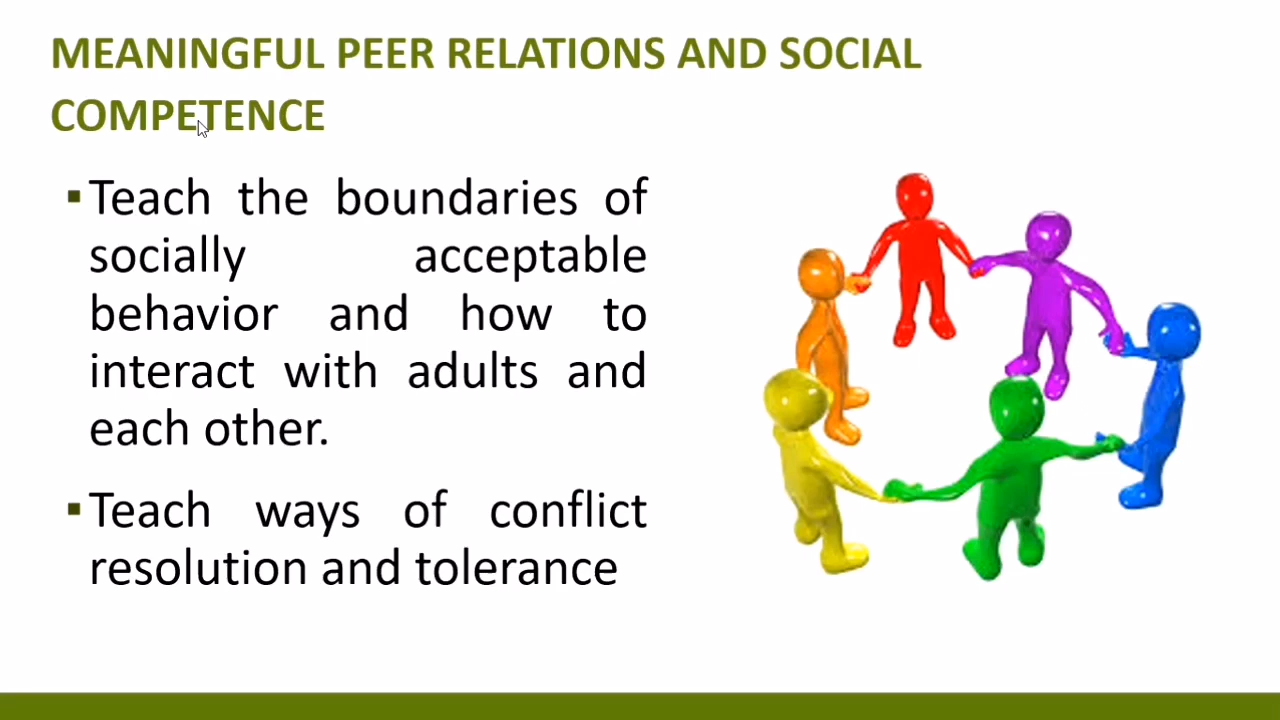 MEANINGFUL PEER RELATIONS AND SOCIAL
COMPETENCE
▪Teach the boundaries of
socially acceptable
behavior and how to
interact with adults and
each other.
▪Teach ways of conflict
resolution and tolerance